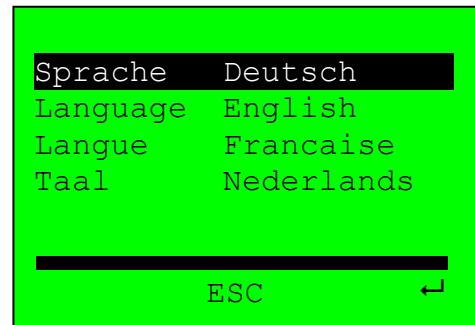 Sprache Deutsch
Language English
Langue Francaise
Taal Nederlands
ESC ↵